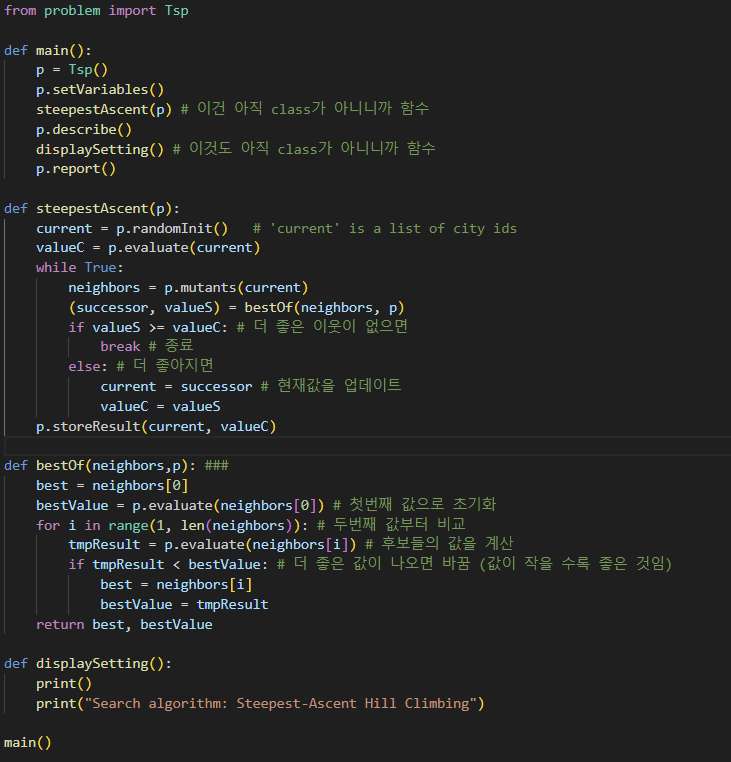 from problem import Tsp
def main():
    p = Tsp()
    p.setVariables()
    steepestAscent(p) # 이건 아직 class가 아니니까 함수
    p.describe()
    displaySetting() # 이것도 아직 class가 아니니까 함수
    p.report()
def steepestAscent(p):
    current = p.randomInit()   # 'current' is a list of city ids
    valueC = p.evaluate(current)
    while True:
        neighbors = p.mutants(current)
        (successor, valueS) = bestOf(neighbors, p)
        if valueS >= valueC: # 더 좋은 이웃이 없으면
            break # 종료
        else: # 더 좋아지면
            current = successor # 현재값을 업데이트
            valueC = valueS
    p.storeResult(current, valueC)
def bestOf(neighbors,p): ###
    best = neighbors[0]
    bestValue = p.evaluate(neighbors[0]) # 첫번째 값으로 초기화
    for i in range(1, len(neighbors)): # 두번째 값부터 비교
        tmpResult = p.evaluate(neighbors[i]) # 후보들의 값을 계산
        if tmpResult < bestValue: # 더 좋은 값이 나오면 바꿈 (값이 작을 수록 좋은 것임)
            best = neighbors[i]
            bestValue = tmpResult
    return best, bestValue
def displaySetting():
    print()
    print("Search algorithm: Steepest-Ascent Hill Climbing")
main()